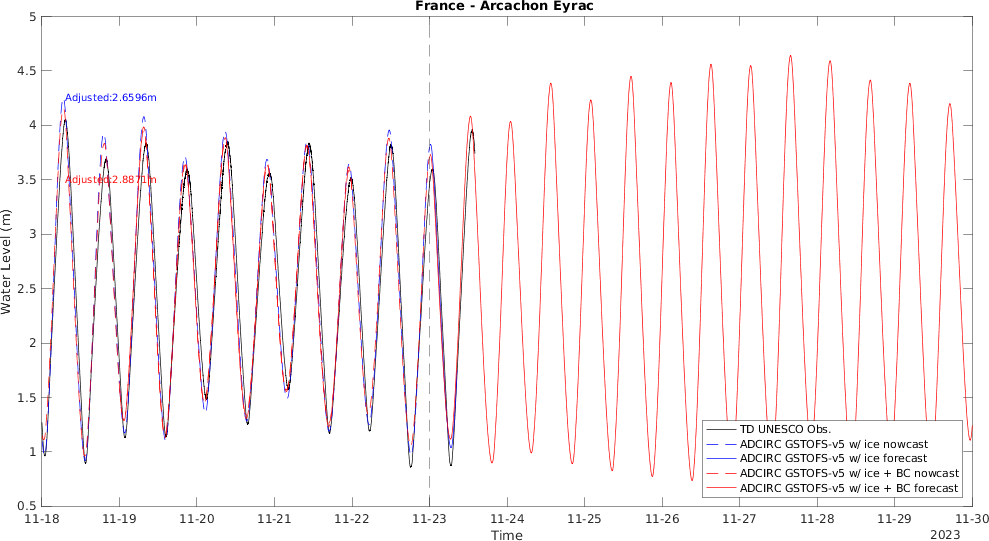 France - Arcachon Eyrac
Water Level (m)
5
4.5
4
3.5
3
2.5
2
1.5
1
0.5
Adjusted:2.6596m
Adjusted:2.8871m
TD UNESCO Obs.
ADCIRC GSTOFS-v5 w/ ice nowcast
ADCIRC GSTOFS-v5 w/ ice forecast
ADCIRC GSTOFS-v5 w/ ice + BC nowcast
ADCIRC GSTOFS-v5 w/ ice + BC forecast
11-18 11-19 11-20 11-21 11-22 11-23 11-24 11-25 11-26 11-27 11-28 11-29 11-30
Time
2023